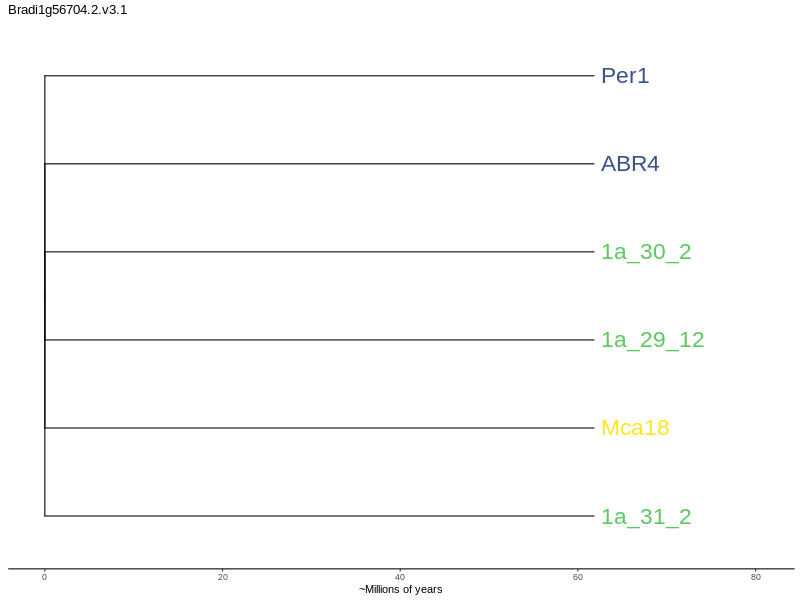 Bradi1g56704.2.v3.1
Per1
ABR4
1a_30_2
1a_29_12
Mca18
1a_31_2
0 20 40 60 80
~Millions of years